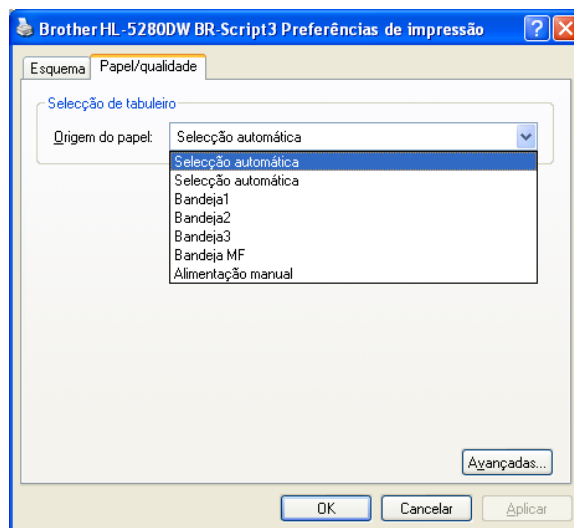 Brother HL-5280DW BR-Script3 Preferências de impressão
Esquema Papel/qualidade
Selecção de tabuleiro
Origem do papel: Selecção automática
Selecção automática
Selecção automática
Bandeja1
Bandeja2
Bandeja3
Bandeja MF
Alimentação manual
Avançadas...
OK Cancelar Aplicar